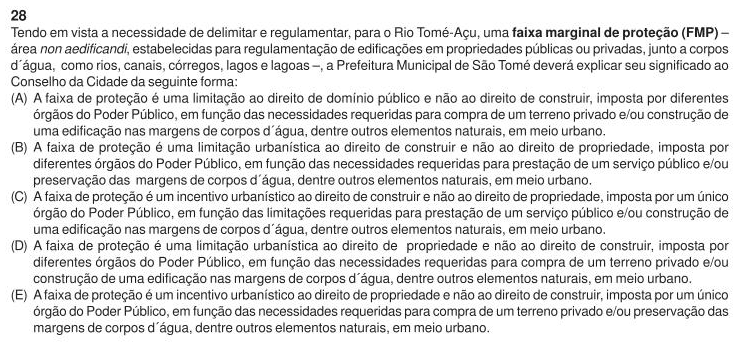 28
Tendo em vista a necessidade de delimitar e regulamentar, para o Rio Tomé-Açu, uma faixa marginal de proteção (FMP) –
área non aedificandi, estabelecidas para regulamentação de edificações em propriedades públicas ou privadas, junto a corpos
d´água, como rios, canais, córregos, lagos e lagoas –, a Prefeitura Municipal de São Tomé deverá explicar seu significado ao
Conselho da Cidade da seguinte forma:
(A) A faixa de proteção é uma limitação ao direito de domínio público e não ao direito de construir, imposta por diferentes
órgãos do Poder Público, em função das necessidades requeridas para compra de um terreno privado e/ou construção de
uma edificação nas margens de corpos d´água, dentre outros elementos naturais, em meio urbano.
(B) A faixa de proteção é uma limitação urbanística ao direito de construir e não ao direito de propriedade, imposta por
diferentes órgãos do Poder Público, em função das necessidades requeridas para prestação de um serviço público e/ou
preservação das margens de corpos d´água, dentre outros elementos naturais, em meio urbano.
(C) A faixa de proteção é um incentivo urbanístico ao direito de construir e não ao direito de propriedade, imposta por um único
órgão do Poder Público, em função das limitações requeridas para prestação de um serviço público e/ou construção de
uma edificação nas margens de corpos d´água, dentre outros elementos naturais, em meio urbano.
(D) A faixa de proteção é uma limitação urbanística ao direito de propriedade e não ao direito de construir, imposta por
diferentes órgãos do Poder Público, em função das necessidades requeridas para compra de um terreno privado e/ou
construção de uma edificação nas margens de corpos d´água, dentre outros elementos naturais, em meio urbano.
(E) A faixa de proteção é um incentivo urbanístico ao direito de propriedade e não ao direito de construir, imposta por um único
órgão do Poder Público, em função das necessidades requeridas para compra de um terreno privado e/ou preservação das
margens de corpos d´água, dentre outros elementos naturais, em meio urbano.